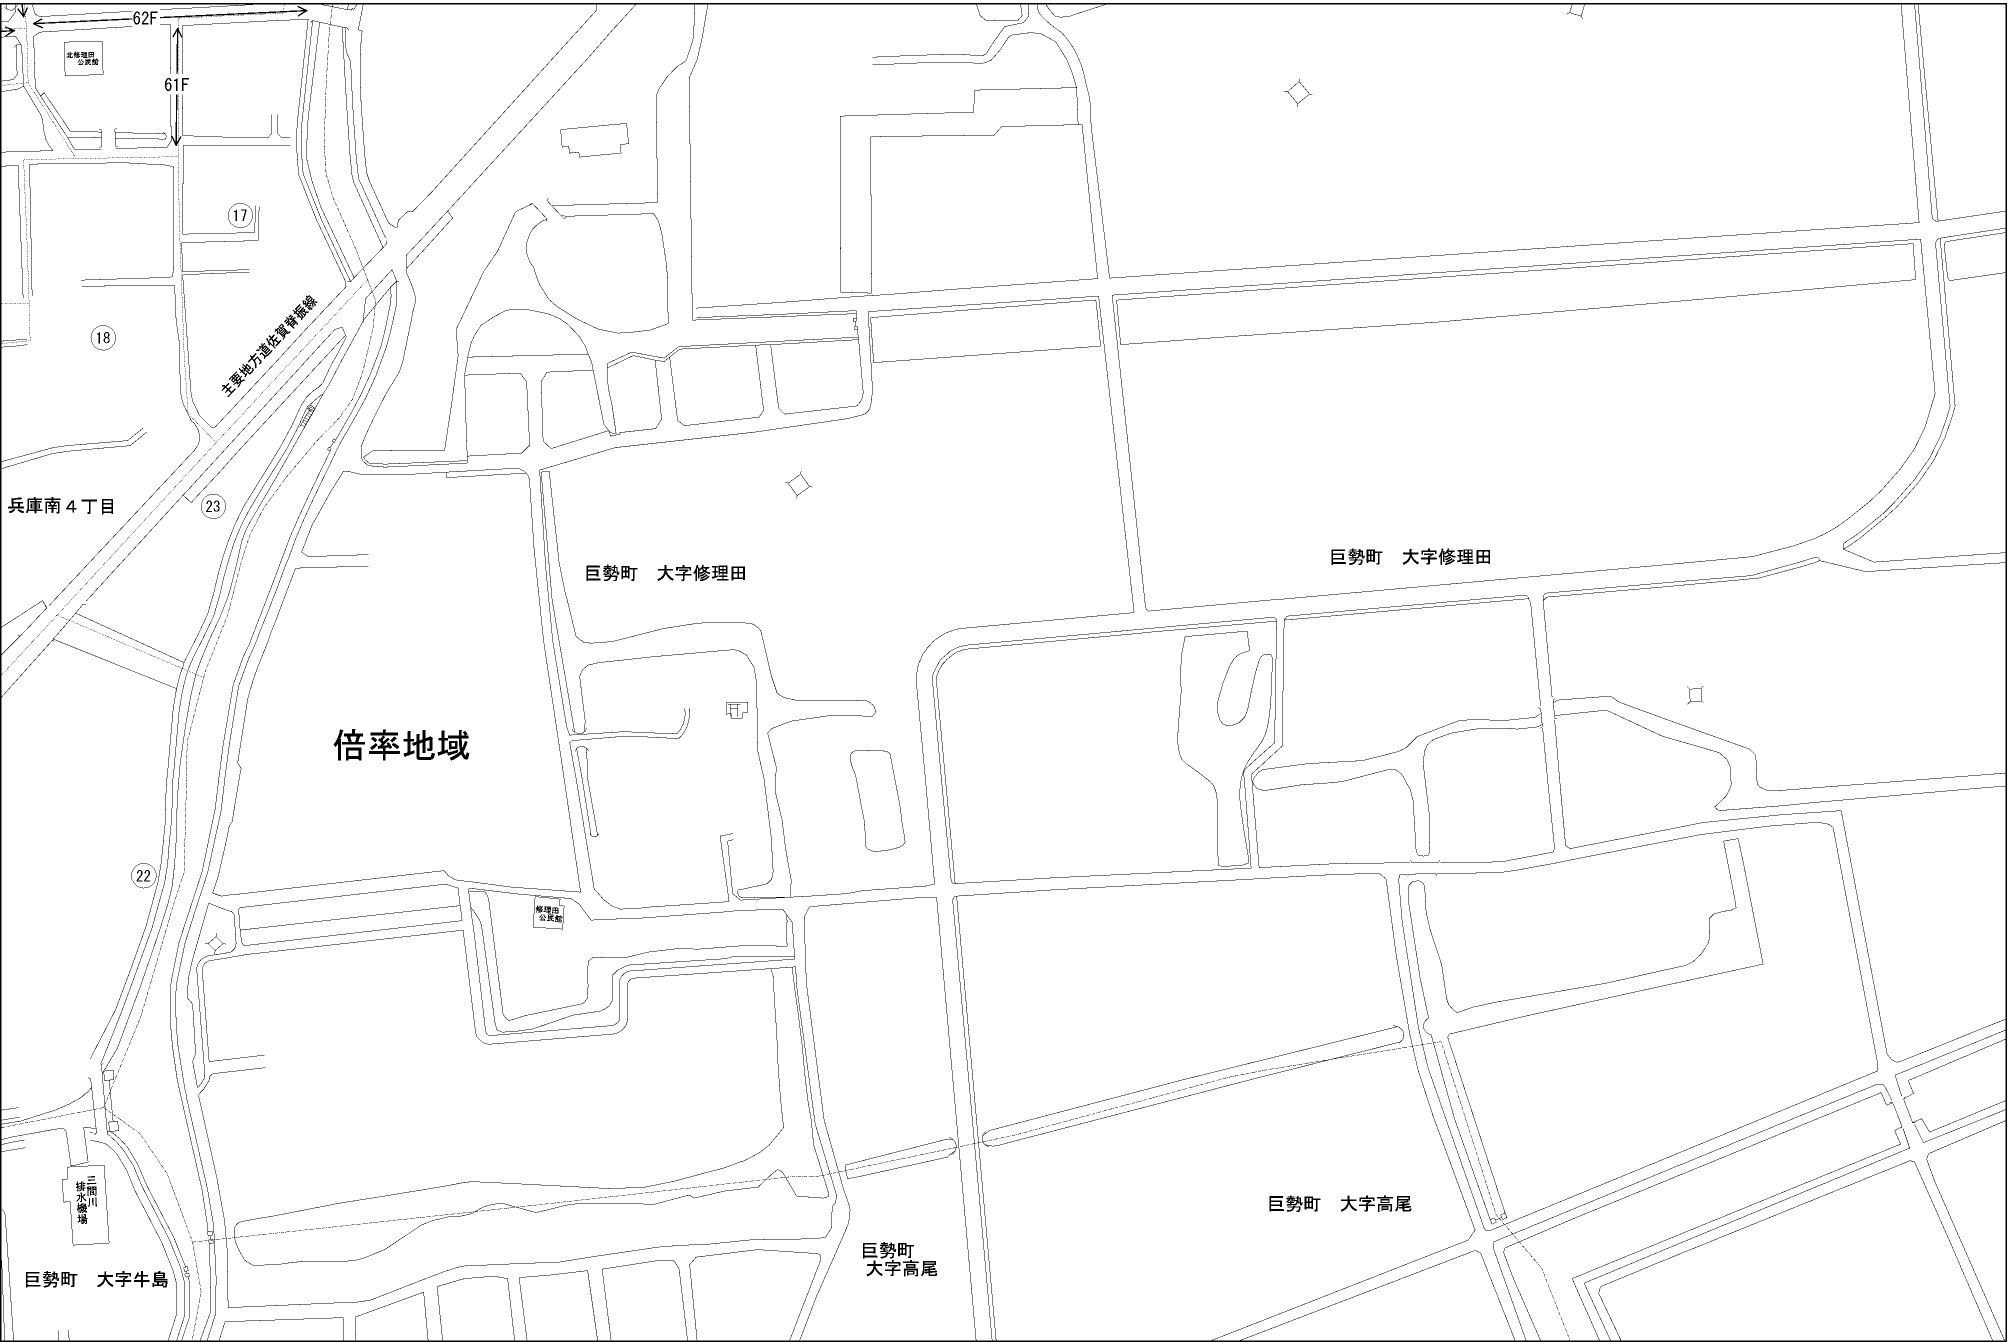 62F
北修理田
公民館
61F
17
主要地方道佐賀脊振線
18
兵庫南4丁目
23
巨勢町 大字修理田
巨勢町 大字修理田
倍率地域
22
修理田
公民館
三間川
排水機場
巨勢町 大字高尾
巨勢町
大字高尾
巨勢町 大字牛島